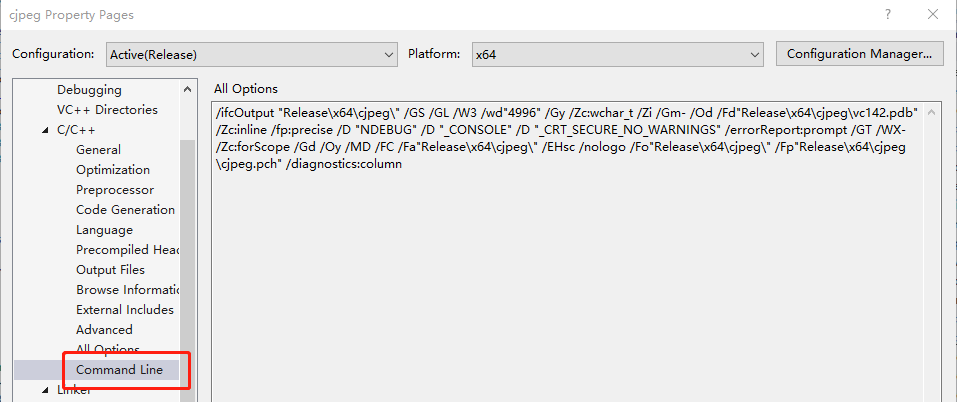 cjpeg Property Pages
Configuration: Active(Release) Platform: x64 Configuration Manager...
Debugging
VC++ Directories
C/C++
General
Optimization
Preprocessor
Code Generation
Language
Precompiled Head
Output Files
Browse Informatic
External Includes
Advanced
All Options
Command Line
Linker
All Options
/ifcOutput "Release\x64\cjpeg\" /GS /GL /W3 /wd"4996" /Gy /Zc:wchar_t /Zi /Gm- /Od /Fd"Release\x64\cjpeg\vc142.pdb"
/Zc:inline /fp:precise /D "NDEBUG" /D "_CONSOLE" /D "_CRT_SECURE_NO_WARNINGS" /errorReport:prompt /GT /WX-
/Zc:forScope /Gd /Oy /MD /FC /Fa"Release\x64\cjpeg\" /EHsc /nologo /Fo"Release\x64\cjpeg\" /Fp"Release\x64\cjpeg
\cjpeg.pch" /diagnostics:column